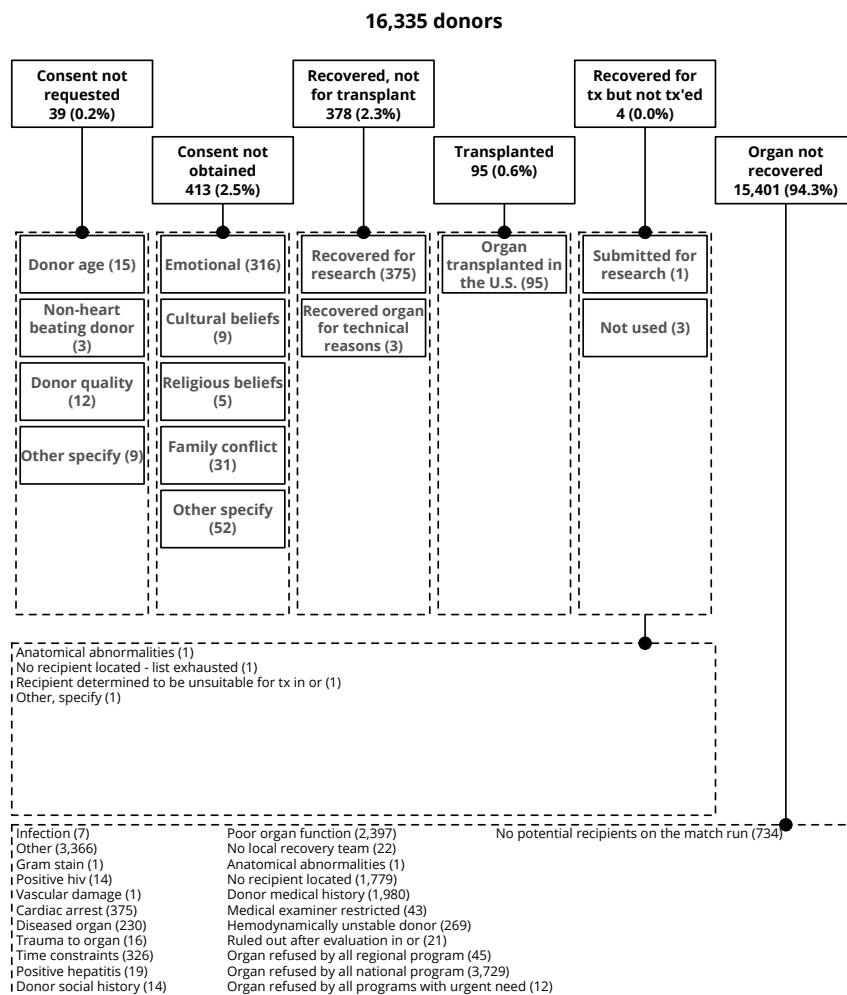 16,335 donors
Consent not
requested
39 (0.2%)
Recovered, not
for transplant
378 (2.3%)
Recovered for
tx but not tx'ed
4 (0.0%)
Consent not
obtained
413 (2.5%)
Transplanted
95 (0.6%)
Organ not
recovered
15,401 (94.3%)
Donor age (15)
Non-heart
beating donor
(3)
Donor quality
(12)
Other specify (9)
Emotional (316)
Cultural beliefs
(9)
Religious beliefs
(5)
Family conflict
(31)
Other specify
(52)
Recovered for
research (375)
Recovered organ
for technical
reasons (3)
Organ
transplanted in
the U.S. (95)
Submitted for
research (1)
Not used (3)
Anatomical abnormalities (1)
No recipient located - list exhausted (1)
Recipient determined to be unsuitable for tx in or (1)
Other, specify (1)
Infection (7)
Other (3,366)
Gram stain (1)
Positive hiv (14)
Vascular damage (1)
Cardiac arrest (375)
Diseased organ (230)
Trauma to organ (16)
Time constraints (326)
Positive hepatitis (19)
Donor social history (14)
Poor organ function (2,397)
No local recovery team (22)
Anatomical abnormalities (1)
No recipient located (1,779)
Donor medical history (1,980)
Medical examiner restricted (43)
Hemodynamically unstable donor (269)
Ruled out after evaluation in or (21)
Organ refused by all regional program (45)
Organ refused by all national program (3,729)
Organ refused by all programs with urgent need (12)
No potential recipients on the match run (734)